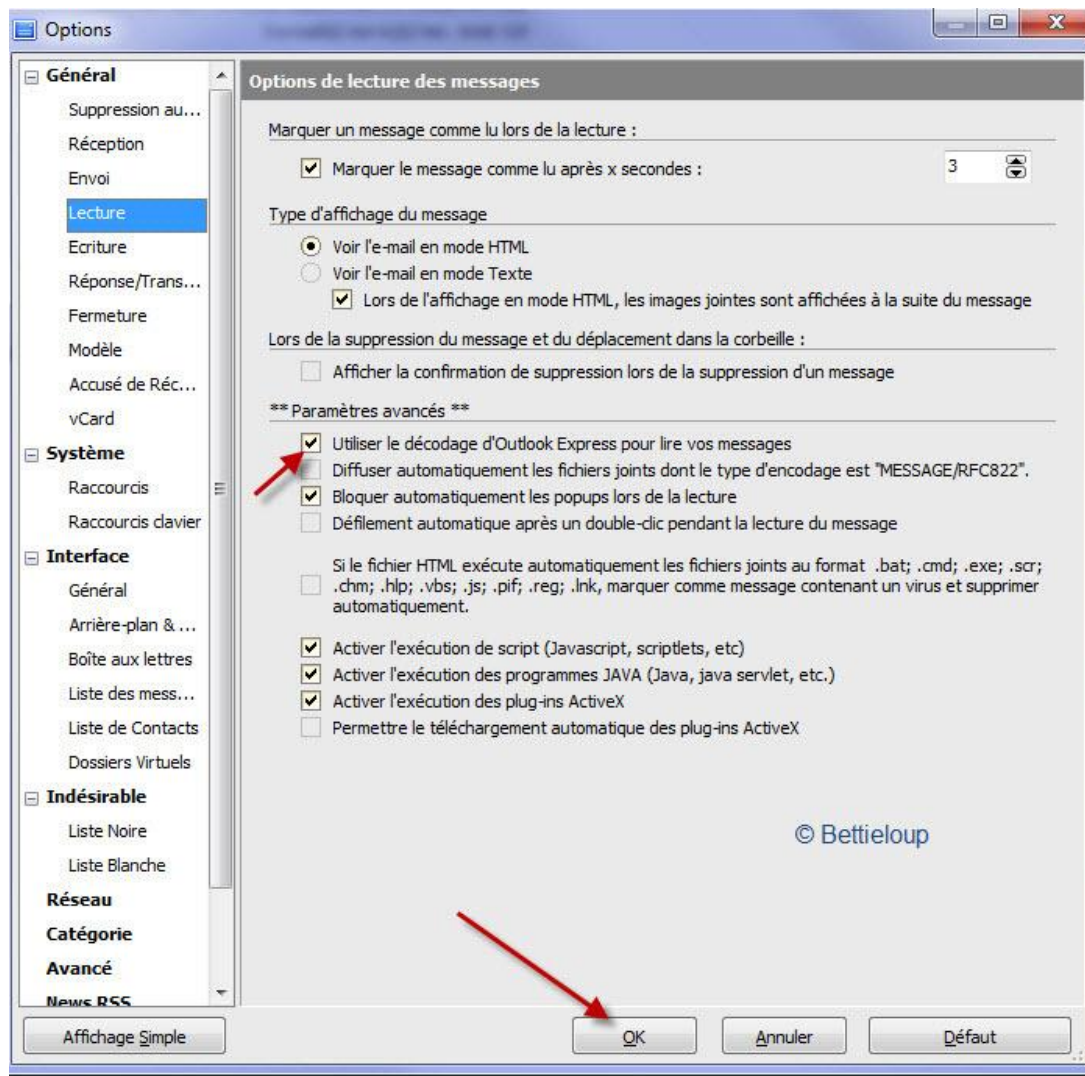 Options
Général
Suppression au...
Réception
Envoi
Lecture
Ecriture
Réponse/Trans...
Fermeture
Modèle
Accusé de Réc...
vCard
Système
Raccourcis
Raccourcis clavier
Interface
Général
Arrière-plan & ...
Boîte aux lettres
Liste des mess...
Liste de Contacts
Dossiers Virtuels
Indésirable
Liste Noire
Liste Blanche
Réseau
Catégorie
Avancé
News RSS
Options de lecture des messages
Marquer un message comme lu lors de la lecture :
Marquer le message comme lu après x secondes : 3
Type d'affichage du message
Voir l'e-mail en mode HTML
Voir l'e-mail en mode Texte
Lors de l'affichage en mode HTML, les images jointes sont affichées à la suite du message
Lors de la suppression du message et du déplacement dans la corbeille :
Afficher la confirmation de suppression lors de la suppression d'un message
** Paramètres avancés **
Utiliser le décodage d'Outlook Express pour lire vos messages
Diffuser automatiquement les fichiers joints dont le type d'encodage est "MESSAGE/RFC822".
Bloquer automatiquement les popups lors de la lecture
Défilement automatique après un double-clic pendant la lecture du message
Si le fichier HTML exécute automatiquement les fichiers joints au format .bat; .cmd; .exe; .scr;
.chm; .hlp; .vbs; .js; .pif; .reg; .lnk, marquer comme message contenant un virus et supprimer
automatiquement.
Activer l'exécution de script (Javascript, scriptlets, etc)
Activer l'exécution des programmes JAVA (Java, java servlet, etc.)
Activer l'exécution des plug-ins ActiveX
Permettre le téléchargement automatique des plug-ins ActiveX
© Bettieloup
Affichage Simple
OK
Annuler
Défaut